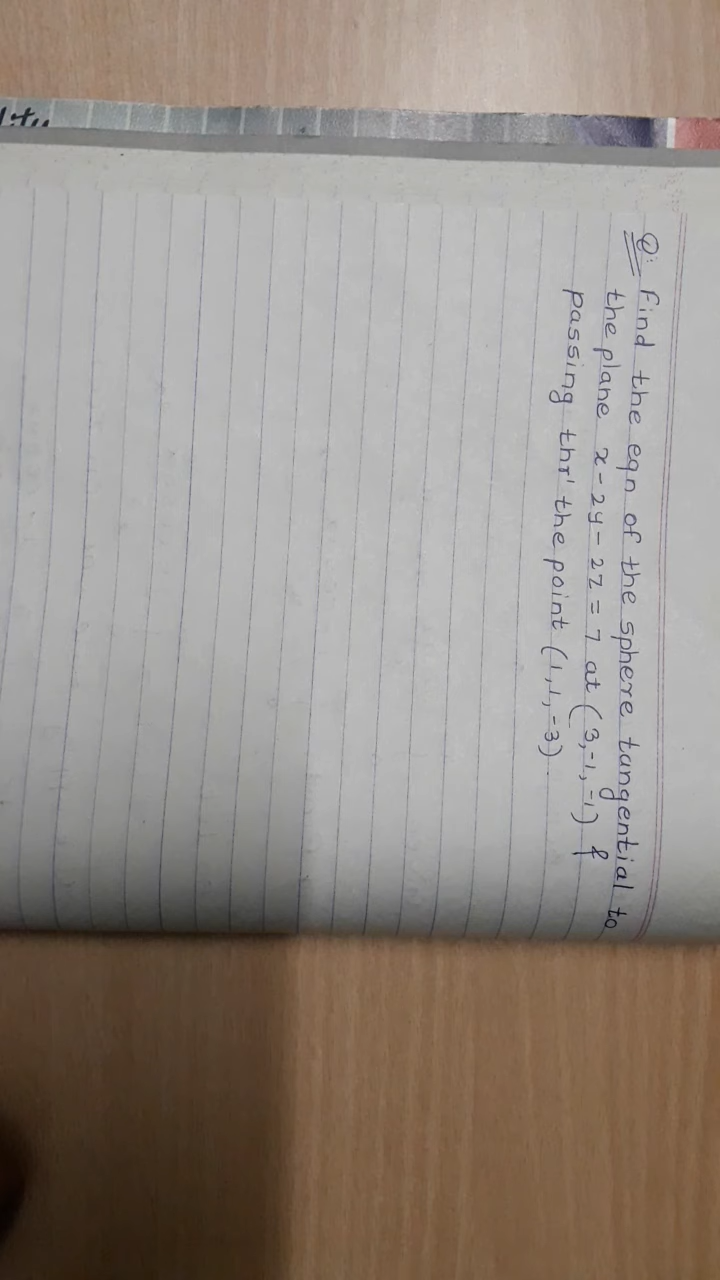 Q: Find the eqn of the sphere tangential to
the plane x-2y-2z=7 at (3,-1,-1) &
passing thr' the point (1,1,-3).